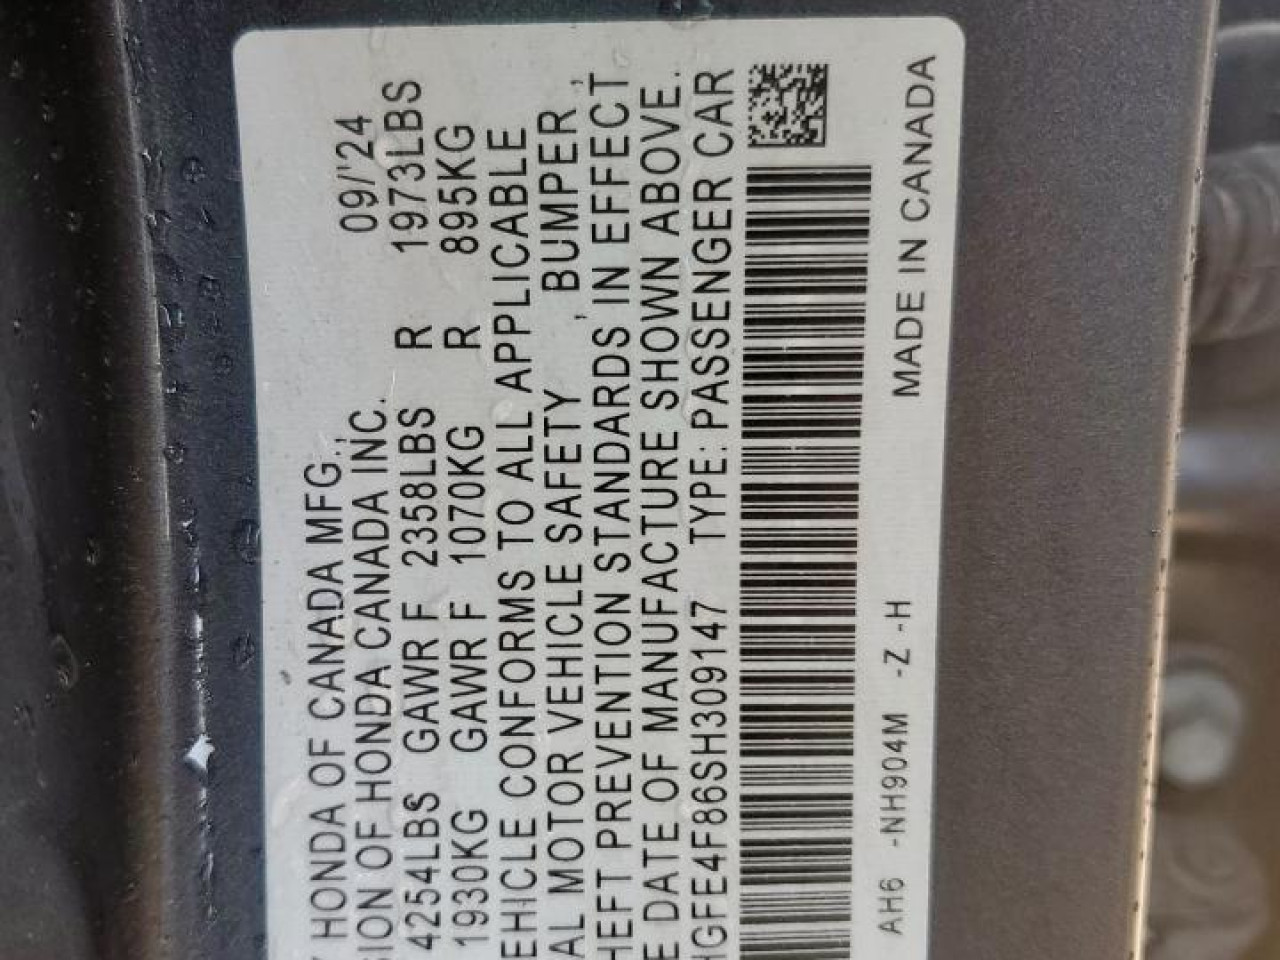 HONDA OF CANADA MFG., 09/'24
SION OF HONDA CANADA INC.
4254LBS GAWR F 2358LBS R 1973LBS
1930KG GAWR F 1070KG R 895KG
EHICLE CONFORMS TO ALL APPLICABLE
AL MOTOR VEHICLE SAFETY , BUMPER ,
HEFT PREVENTION STANDARDS IN EFFECT
E DATE OF MANUFACTURE SHOWN ABOVE.
HGFE4F86SH309147 TYPE: PASSENGER CAR
AH6 -NH904M -Z -H MADE IN CANADA